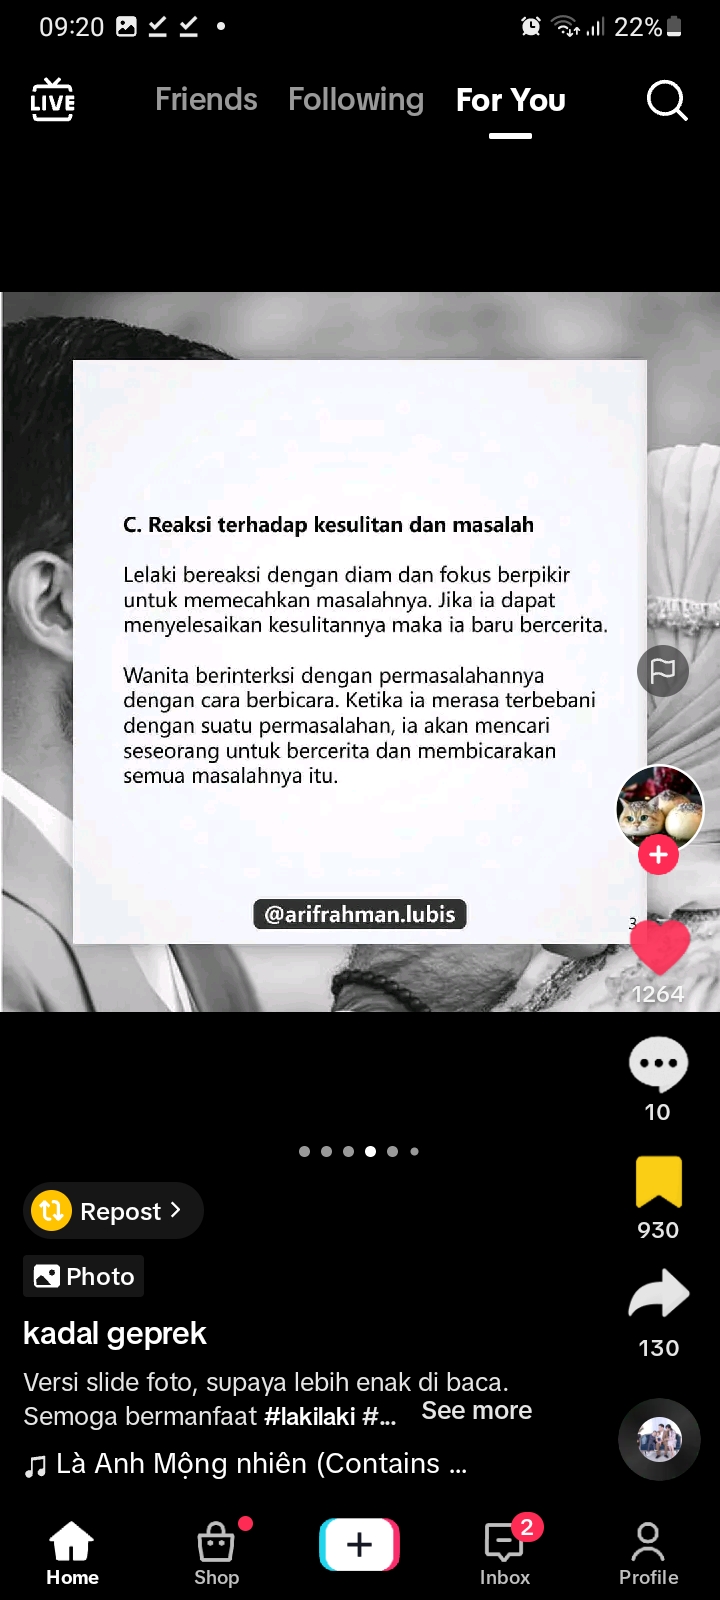 09:20
22%
LIVE
Friends
Following
For You
C. Reaksi terhadap kesulitan dan masalah
Lelaki bereaksi dengan diam dan fokus berpikir
untuk memecahkan masalahnya. Jika ia dapat
menyelesaikan kesulitannya maka ia baru bercerita.
Wanita berinterksi dengan permasalahannya
dengan cara berbicara. Ketika ia merasa terbebani
dengan suatu permasalahan, ia akan mencari
seseorang untuk bercerita dan membicarakan
semua masalahnya itu.
@arifrahman.lubis
3
1264
10
930
130
Repost
Photo
kadal geprek
Versi slide foto, supaya lebih enak di baca.
Semoga bermanfaat #lakilaki #... See more
Là Anh Mộng nhiên (Contains ...
2
Home
Shop
Inbox
Profile